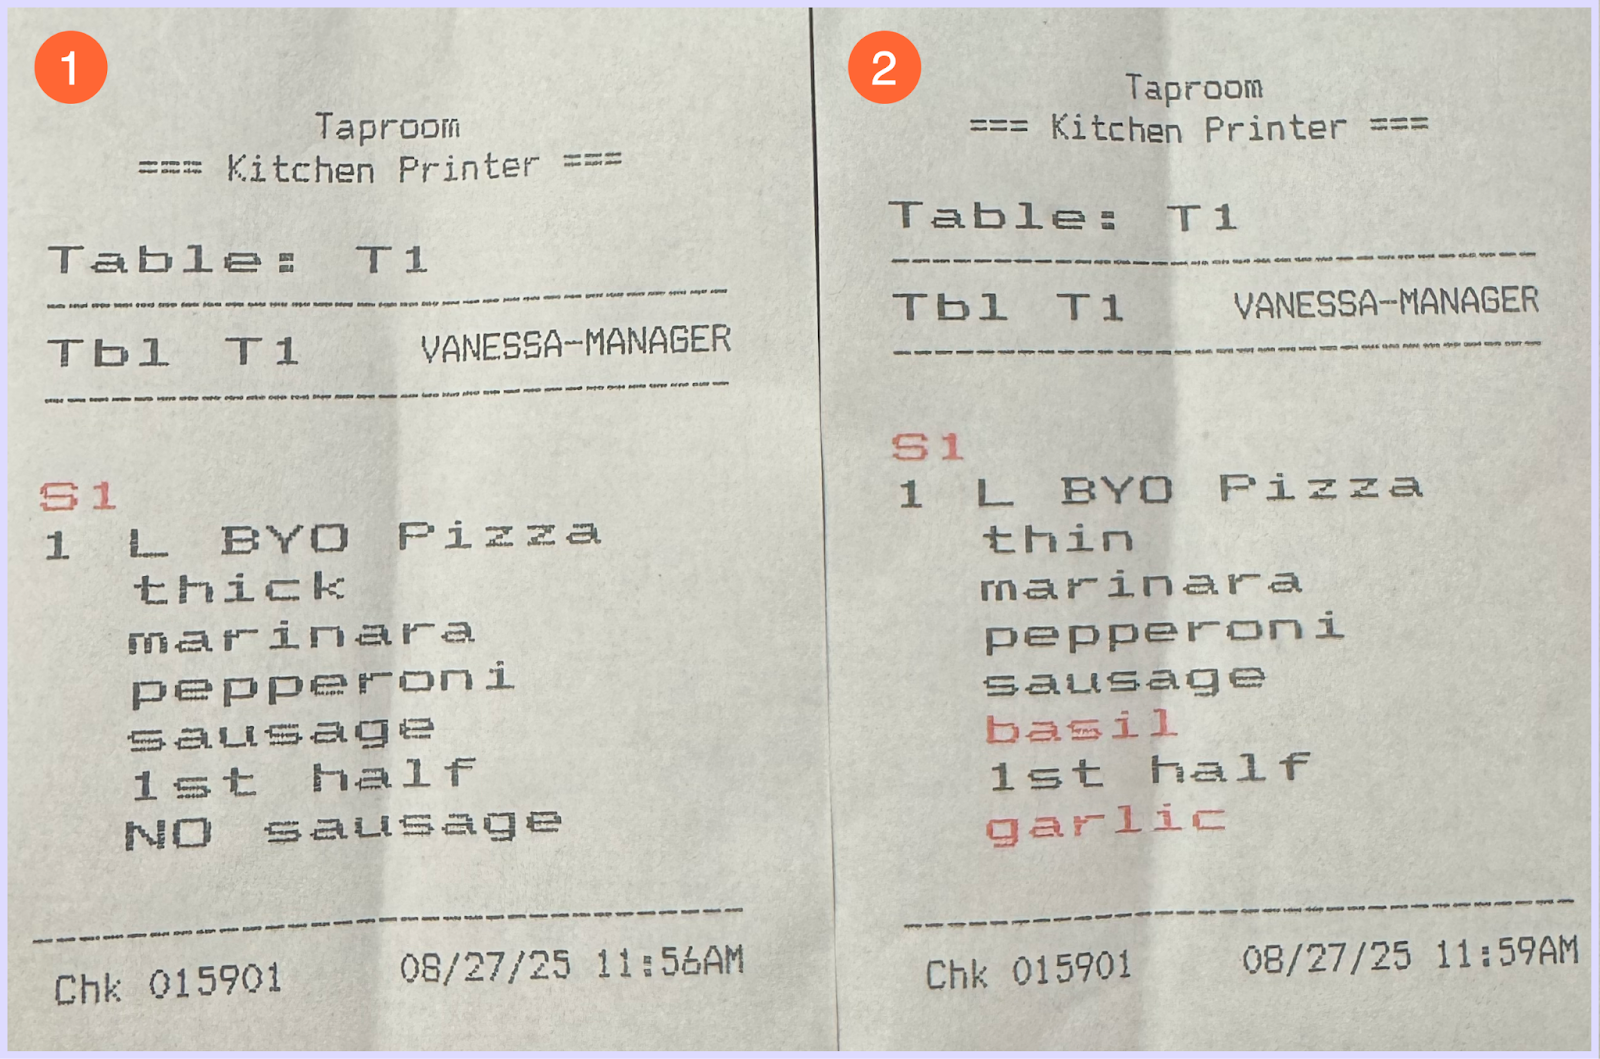 1
Taproom
=== Kitchen Printer ===
Table: T1
Tbl T1 VANESSA-MANAGER
S1
1 L BYO Pizza
thick
marinara
pepperoni
sausage
1st half
NO sausage
Chk 015901 08/27/25 11:56AM
2
Taproom
=== Kitchen Printer ===
Table: T1
Tbl T1 VANESSA-MANAGER
S1
1 L BYO Pizza
thin
marinara
pepperoni
sausage
basil
1st half
garlic
Chk 015901 08/27/25 11:59AM